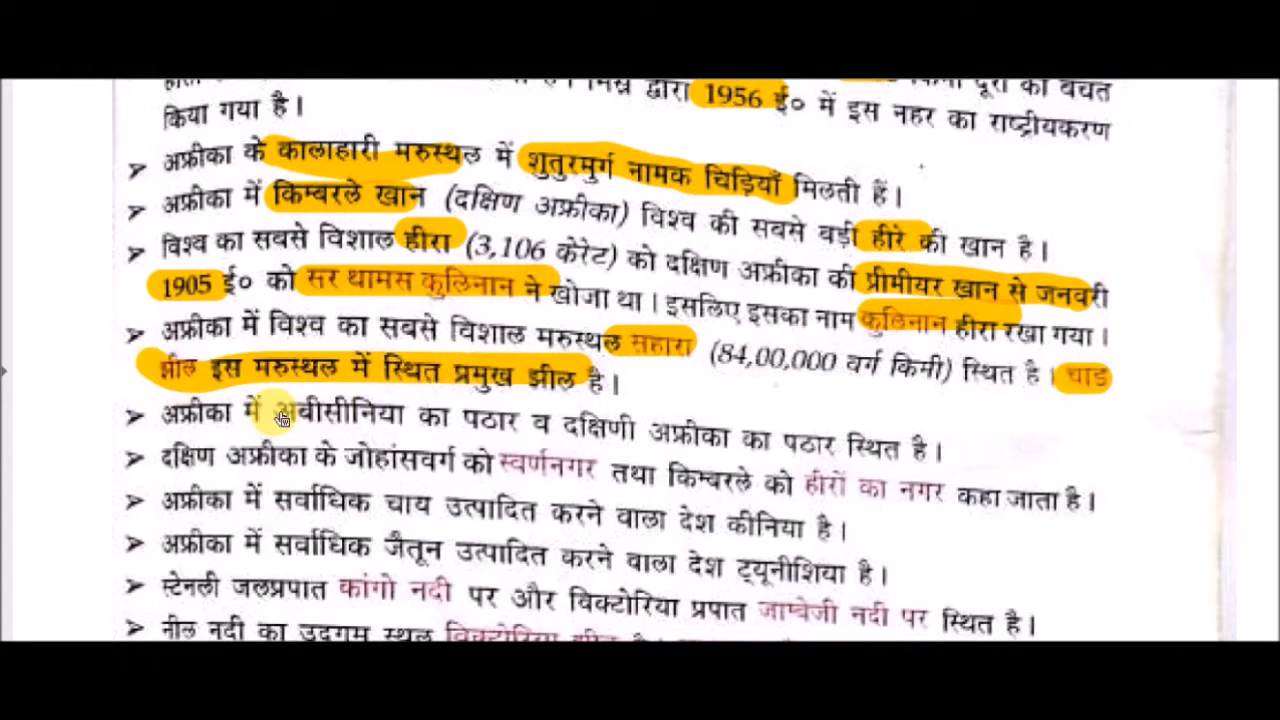 द्वारा 1956 ई० में इस नहर का राष्ट्रीयकरण
किया गया है।
➤ अफ्रीका के कालाहारी मरुस्थल में शुतुरमुर्ग नामक चिड़ियाँ मिलती हैं।
➤ अफ्रीका में किम्बरले खान (दक्षिण अफ्रीका) विश्व की सबसे बड़ी हीरे की खान है।
➤ विश्व का सबसे विशाल हीरा (3,106 केरेट) को दक्षिण अफ्रीका की प्रीमीयर खान से जनवरी
1905 ई० को सर थामस कुलिनान ने खोजा था। इसलिए इसका नाम कुलिनान हीरा रखा गया।
➤ अफ्रीका में विश्व का सबसे विशाल मरुस्थल सहारा (84,00,000 वर्ग किमी) स्थित है। चाड
झील इस मरुस्थल में स्थित प्रमुख झील है।
➤ अफ्रीका में अबीसीनिया का पठार व दक्षिणी अफ्रीका का पठार स्थित है।
➤ दक्षिण अफ्रीका के जोहांसवर्ग को स्वर्णनगर तथा किम्बरले को हीरों का नगर कहा जाता है।
➤ अफ्रीका में सर्वाधिक चाय उत्पादित करने वाला देश कीनिया है।
➤ अफ्रीका में सर्वाधिक जैतून उत्पादित करने वाला देश ट्यूनीशिया है।
➤ स्टेनली जलप्रपात कांगो नदी पर और विक्टोरिया प्रपात जाम्बेजी नदी पर स्थित है।
➤ नील नदी का उद्गम स्थल विक्टोरिया झील